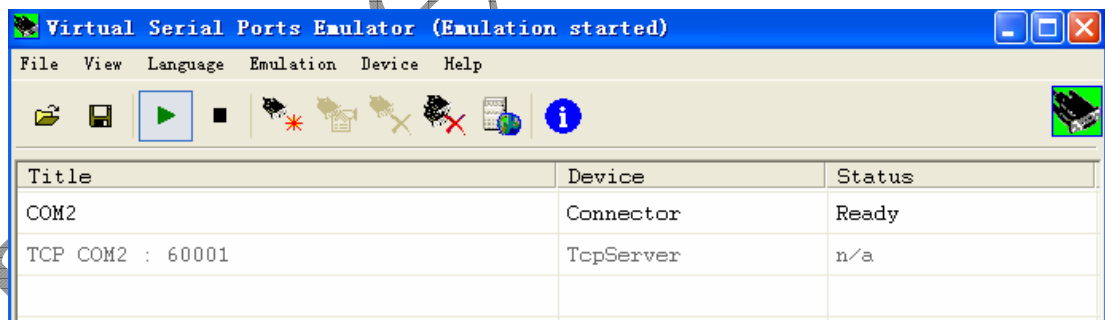 Virtual Serial Ports Emulator (Emulation started)
File View Language Emulation Device Help
Title Device Status
COM2 Connector Ready
TCP COM2 : 60001 TcpServer n/a